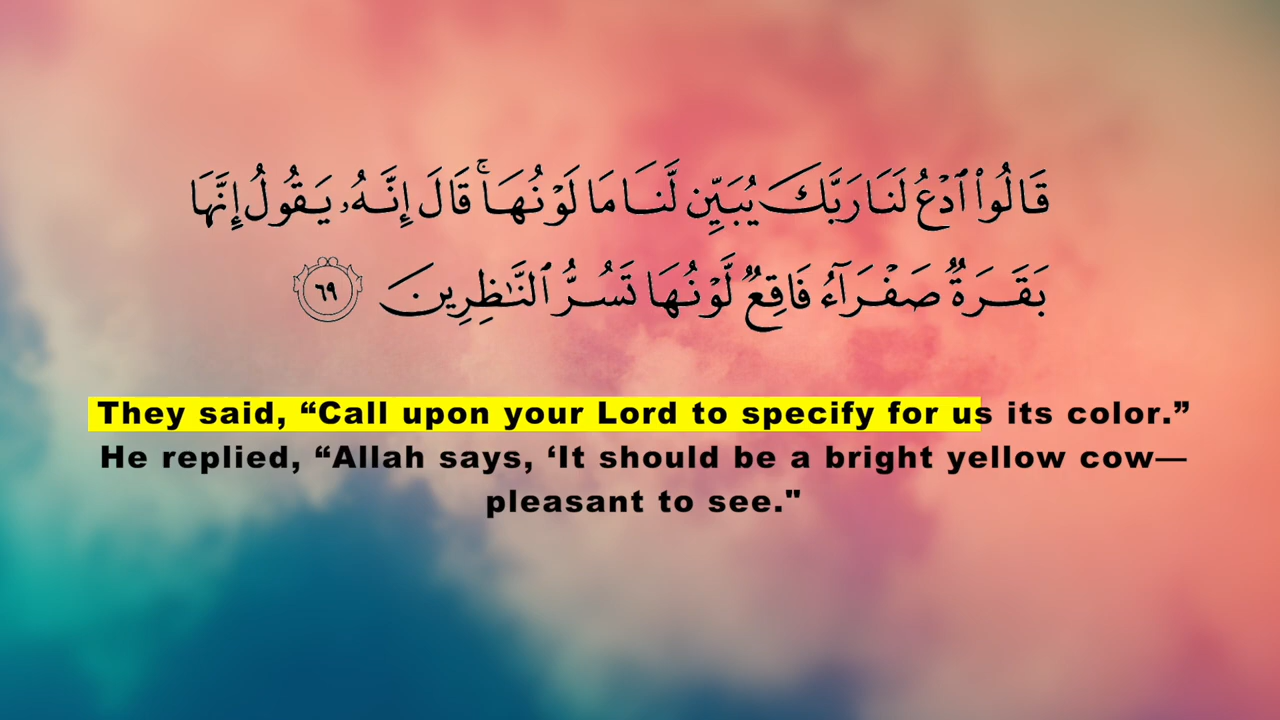 قَالُوا۟ ٱدْعُ لَنَا رَبَّكَ يُبَيِّن لَّنَا مَا لَوْنُهَا ۚ قَالَ إِنَّهُۥ يَقُولُ إِنَّهَا
بَقَرَةٌ صَفْرَآءُ فَاقِعٌ لَّوْنُهَا تَسُرُّ ٱلنَّـٰظِرِينَ ٦٩
They said, “Call upon your Lord to specify for us its color.”
He replied, “Allah says, ‘It should be a bright yellow cow—
pleasant to see."